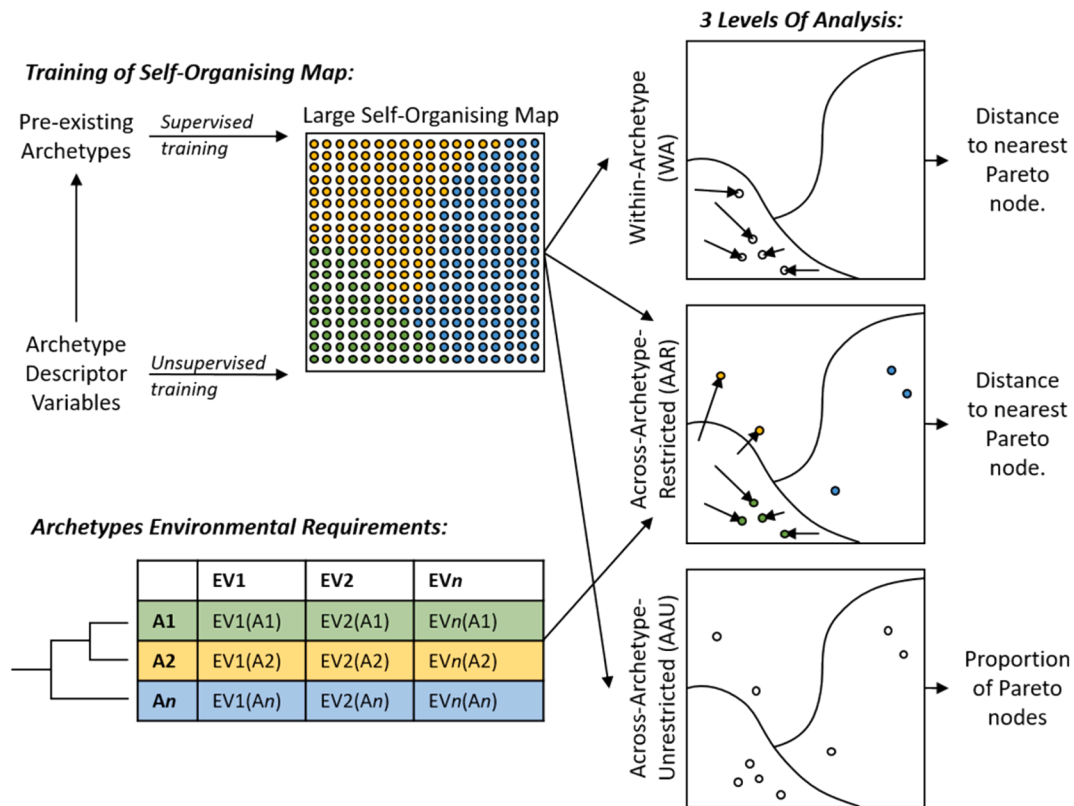 Training of Self-Organising Map:
Pre-existing
Archetypes
Supervised
training
Large Self-Organising Map
Archetype
Descriptor
Variables
Unsupervised
training
Archetypes Environmental Requirements:
EV1 EV2 EVn
A1 EV1(A1) EV2(A1) EVn(A1)
A2 EV1(A2) EV2(A2) EVn(A2)
An EV1(An) EV2(An) EVn(An)
3 Levels Of Analysis:
Within-Archetype
(WA)
Distance
to nearest
Pareto
node.
Across-Archetype-
Restricted (AAR)
Distance
to nearest
Pareto
node.
Across-Archetype-
Unrestricted (AAU)
Proportion
of Pareto
nodes